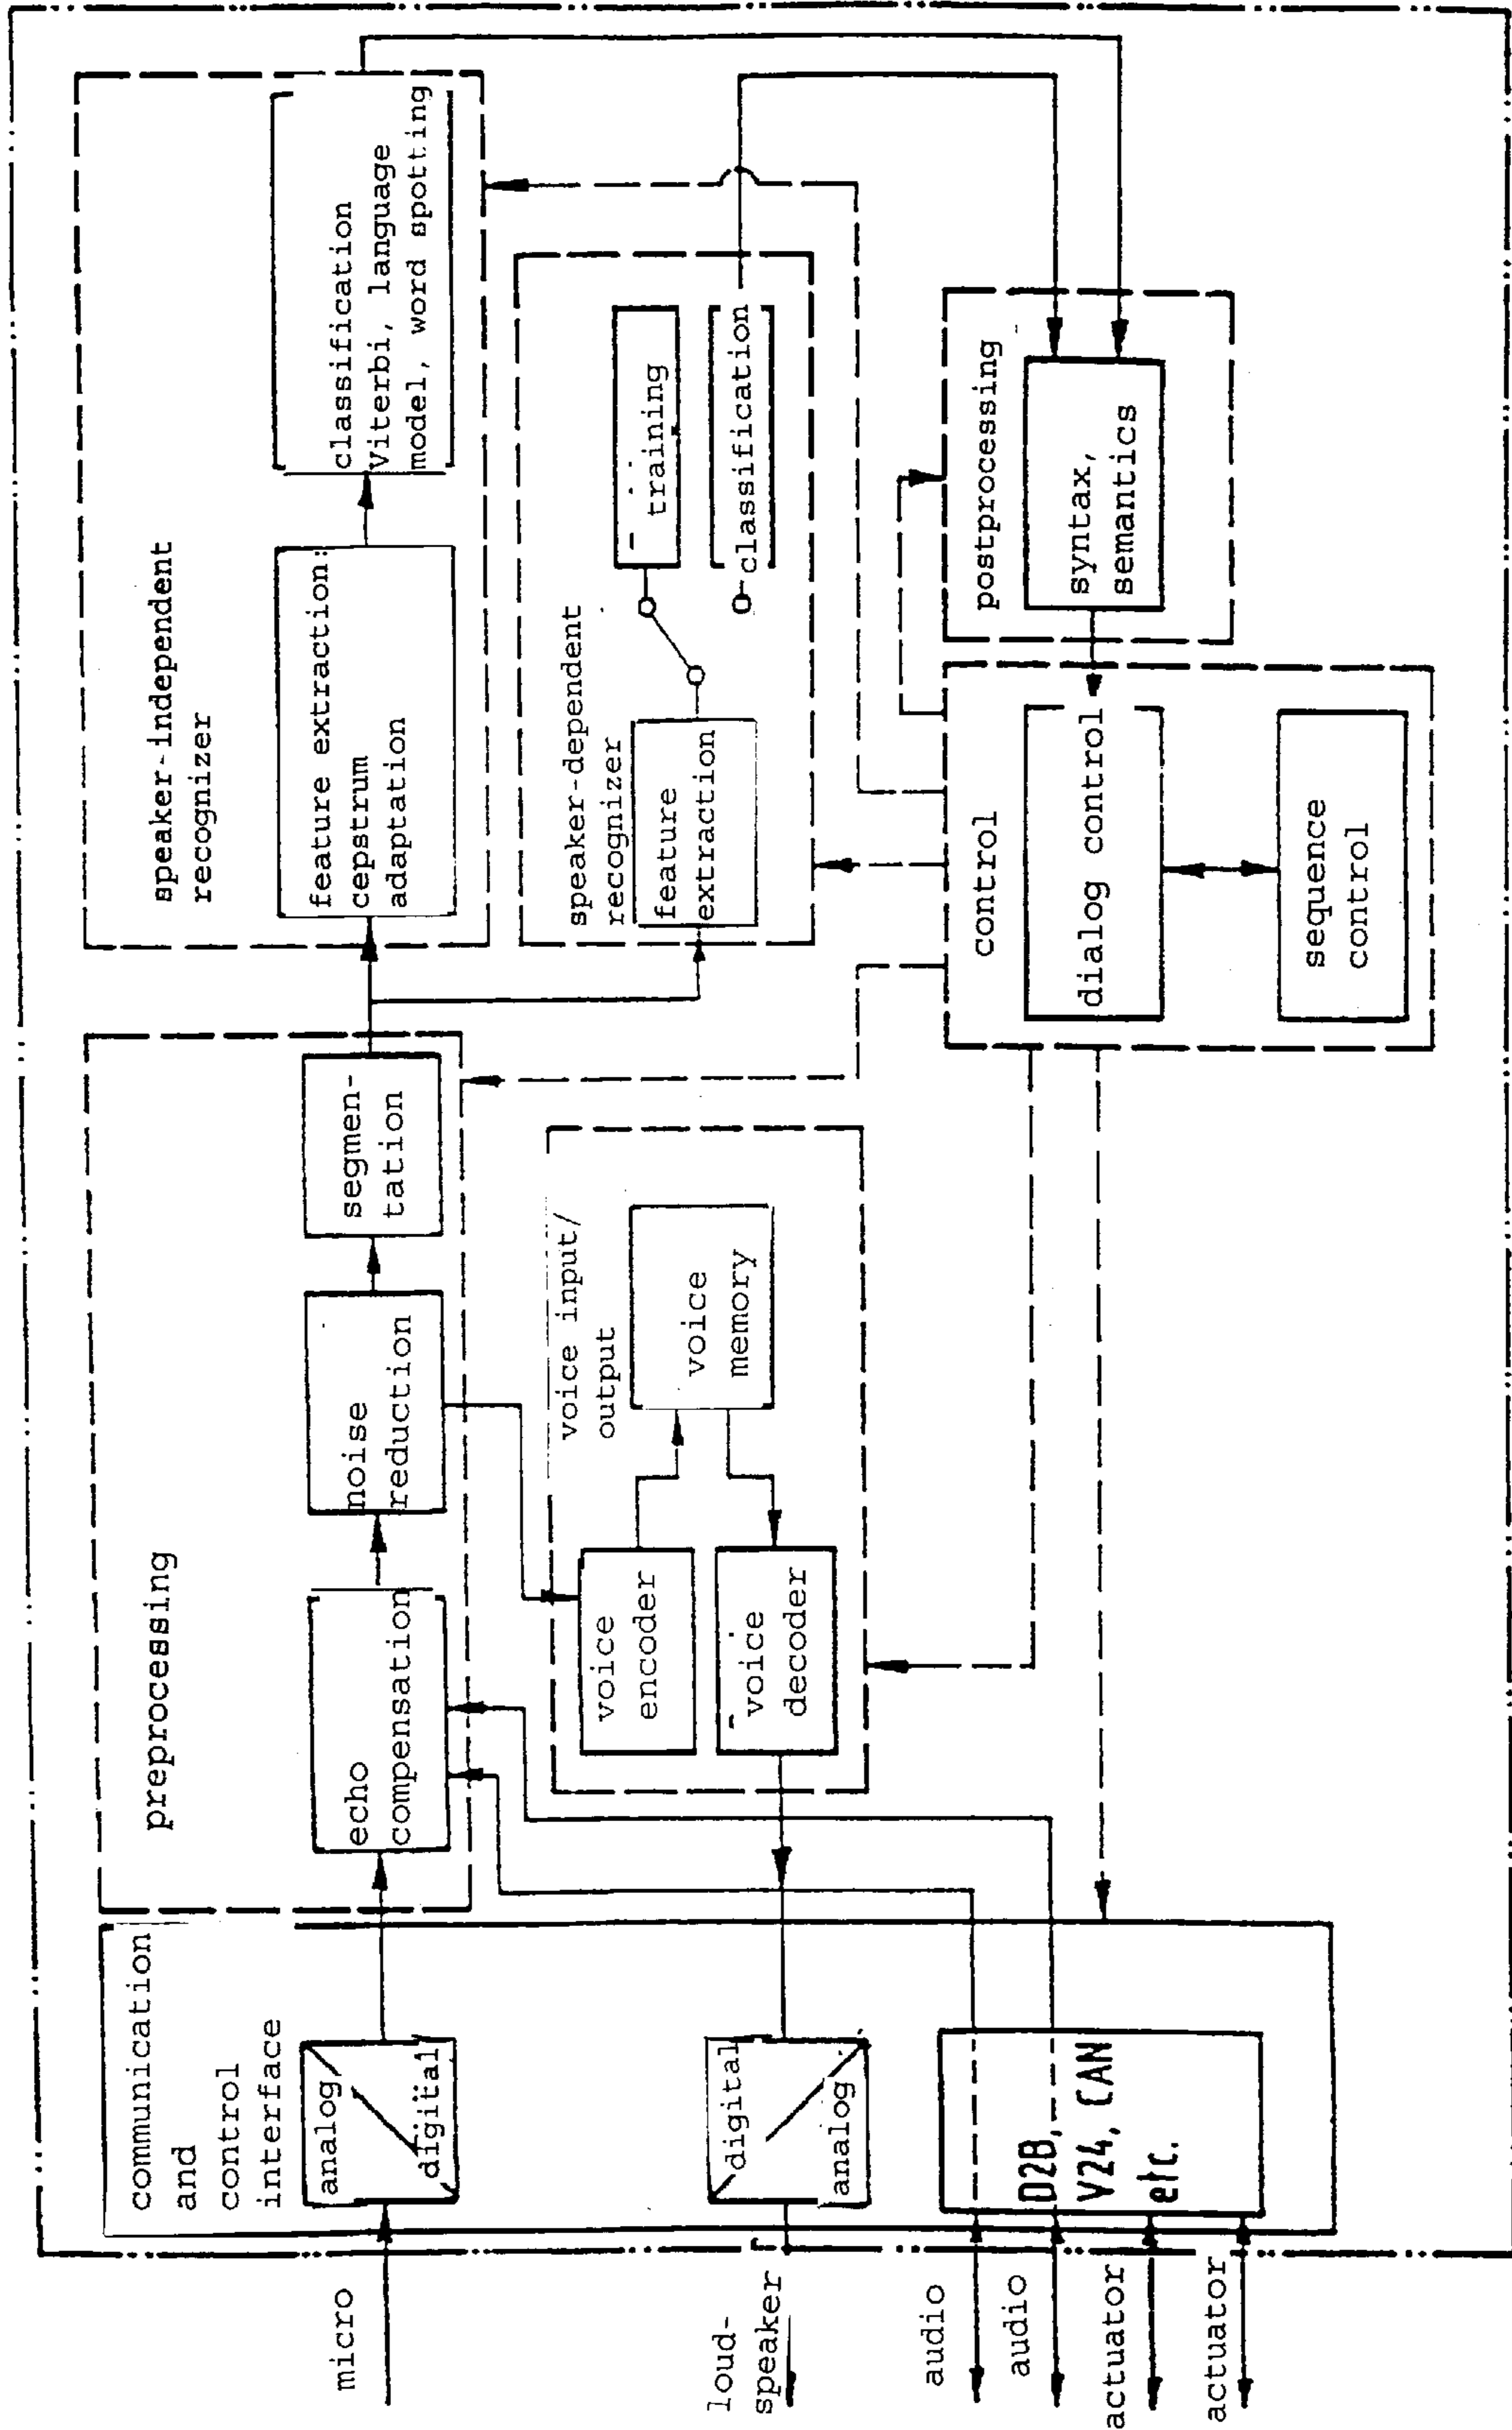 communication
and
control
interface
analog
digital
digital
analog
D2B,
V24, CAN
etc.
micro
loud-
speaker
audio
audio
actuator
actuator
preprocessing
echo
compensation
noise
reduction
segmen-
tation
voice input/
output
voice
encoder
voice
decoder
voice
memory
speaker-independent
recognizer
feature extraction:
cepstrum
adaptation
classification
Viterbi, language
model, word spotting
speaker-dependent
recognizer
feature
extraction
training
classification
control
dialog control
sequence
control
postprocessing
syntax,
semantics